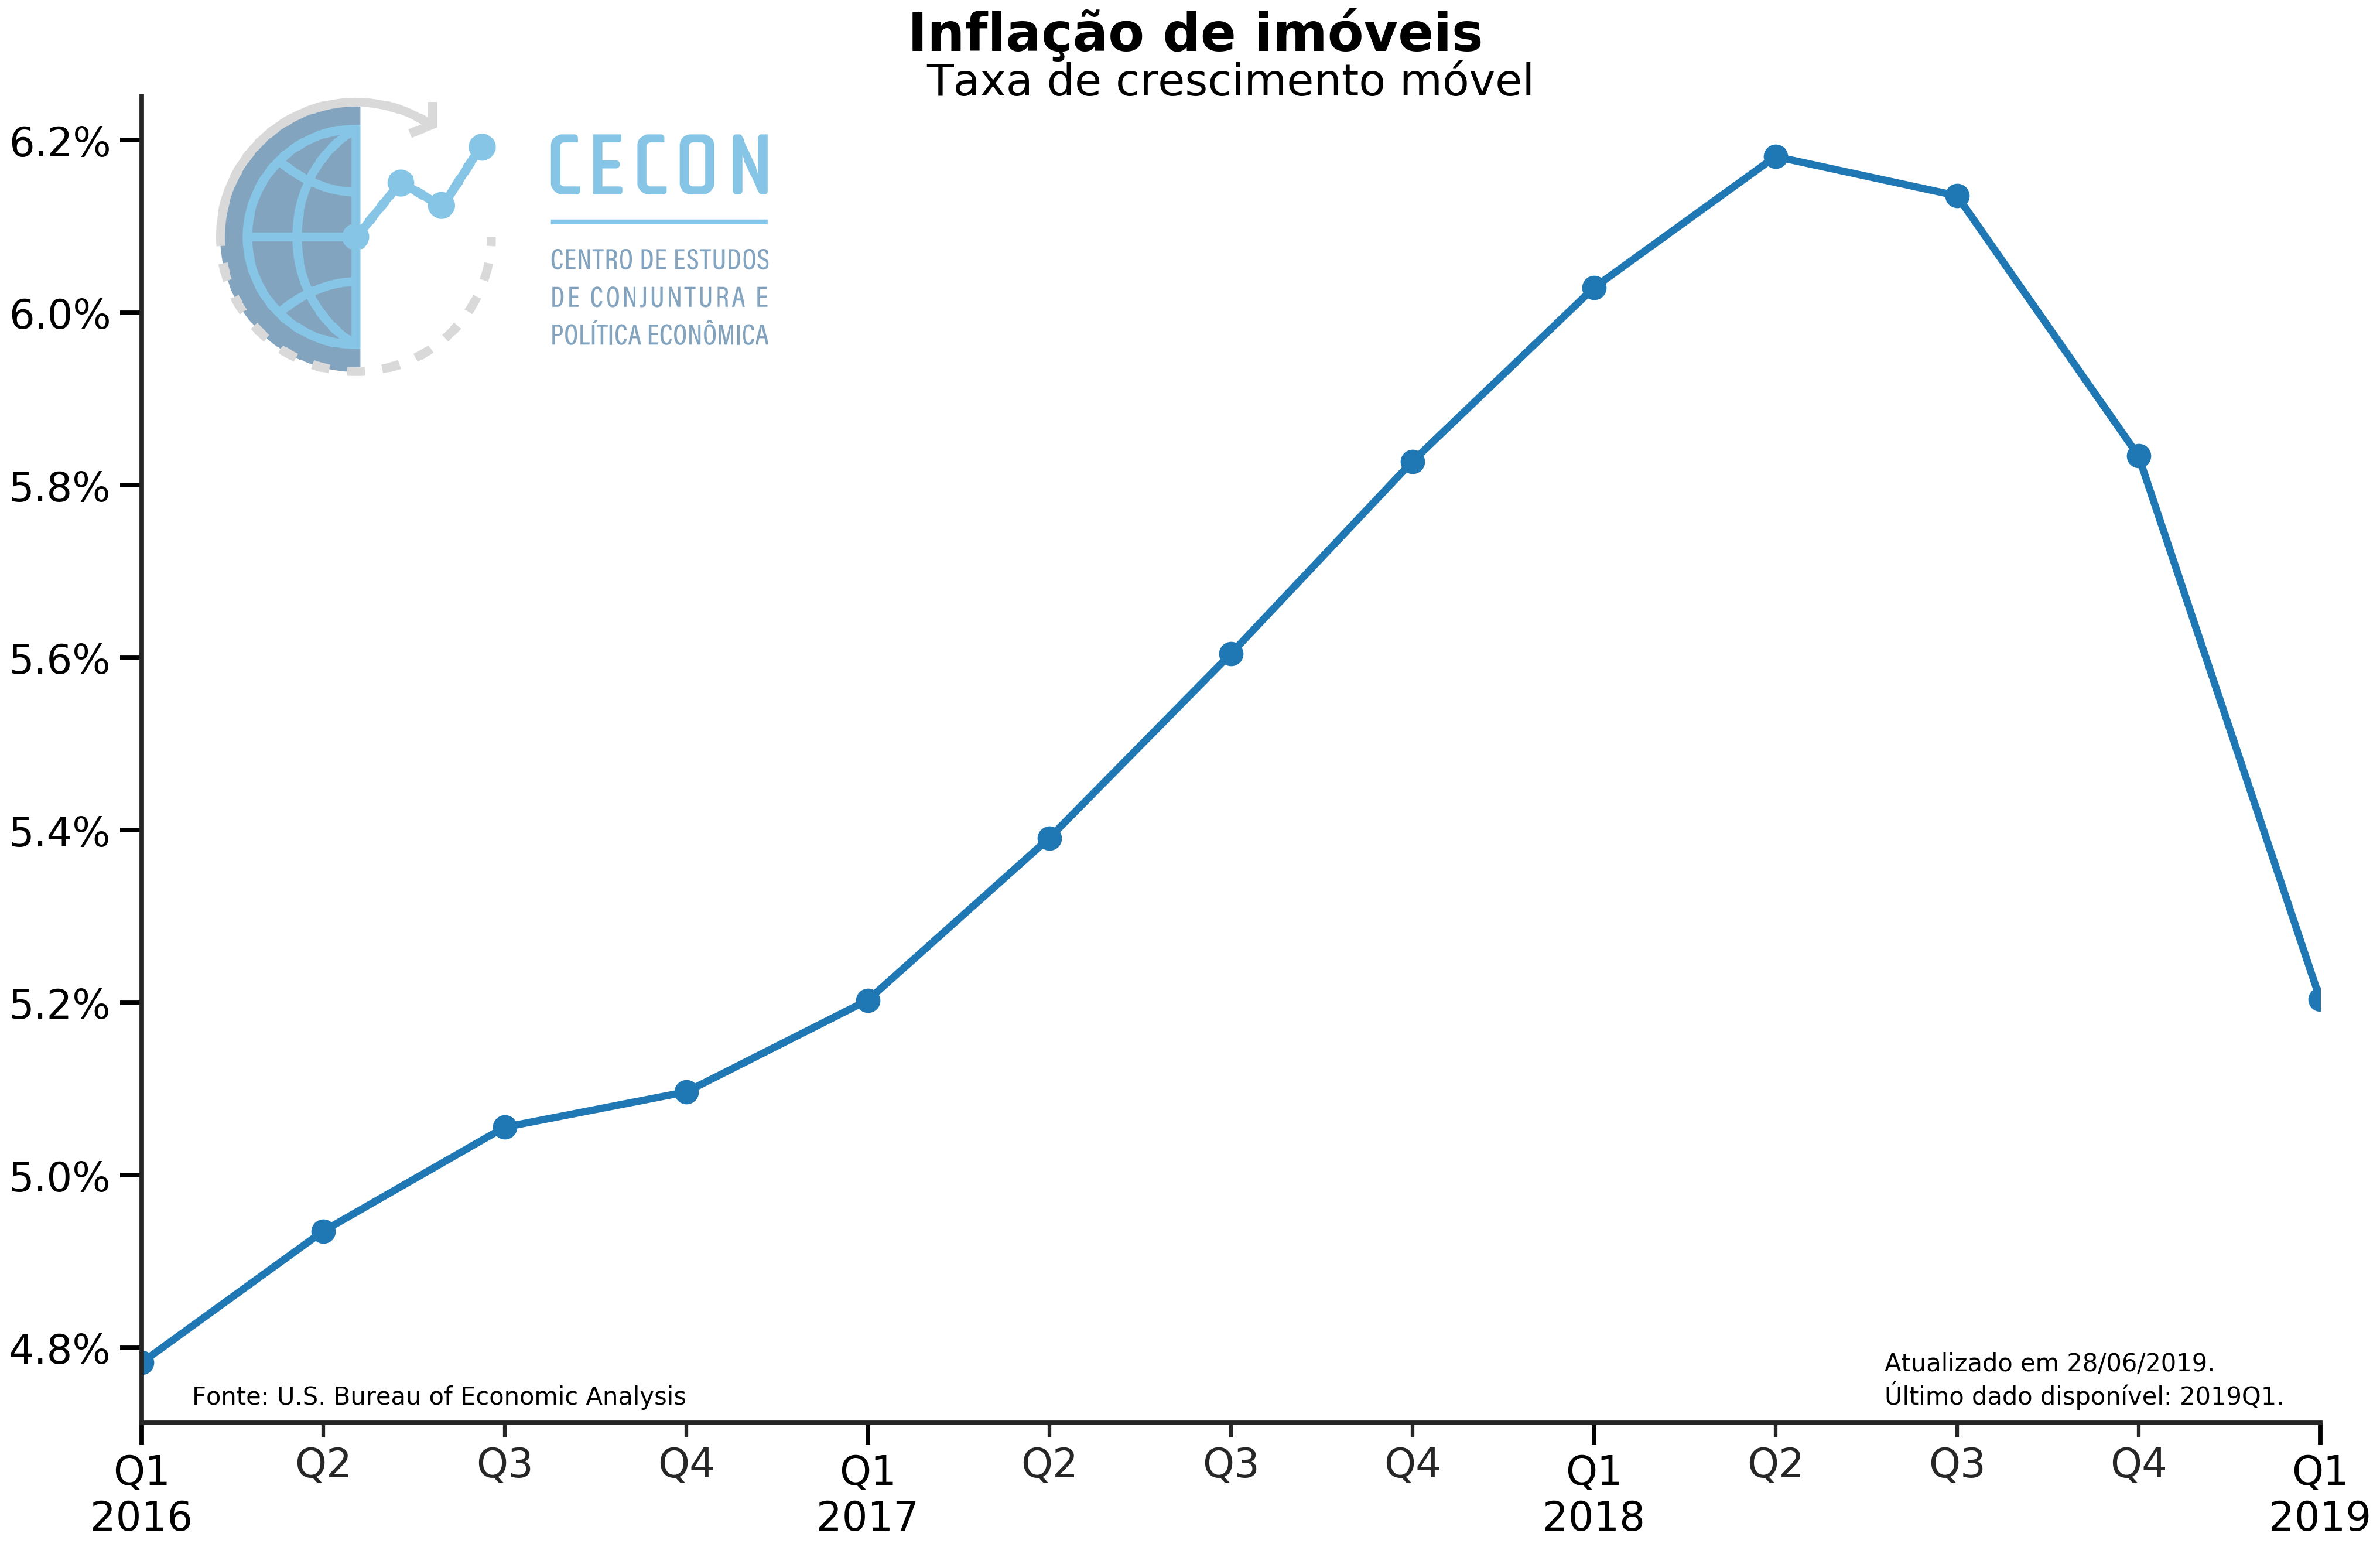 Inflação de imóveis
Taxa de crescimento móvel
CECON
CENTRO DE ESTUDOS
DE CONJUNTURA E
POLÍTICA ECONÔMICA
6.2%
6.0%
5.8%
5.6%
5.4%
5.2%
5.0%
4.8%
Atualizado em 28/06/2019.
Fonte: U.S. Bureau of Economic Analysis
Último dado disponível: 2019Q1.
Q1 Q2 Q3 Q4 Q1 Q2 Q3 Q4 Q1 Q2 Q3 Q4 Q1
2016 2017 2018 2019